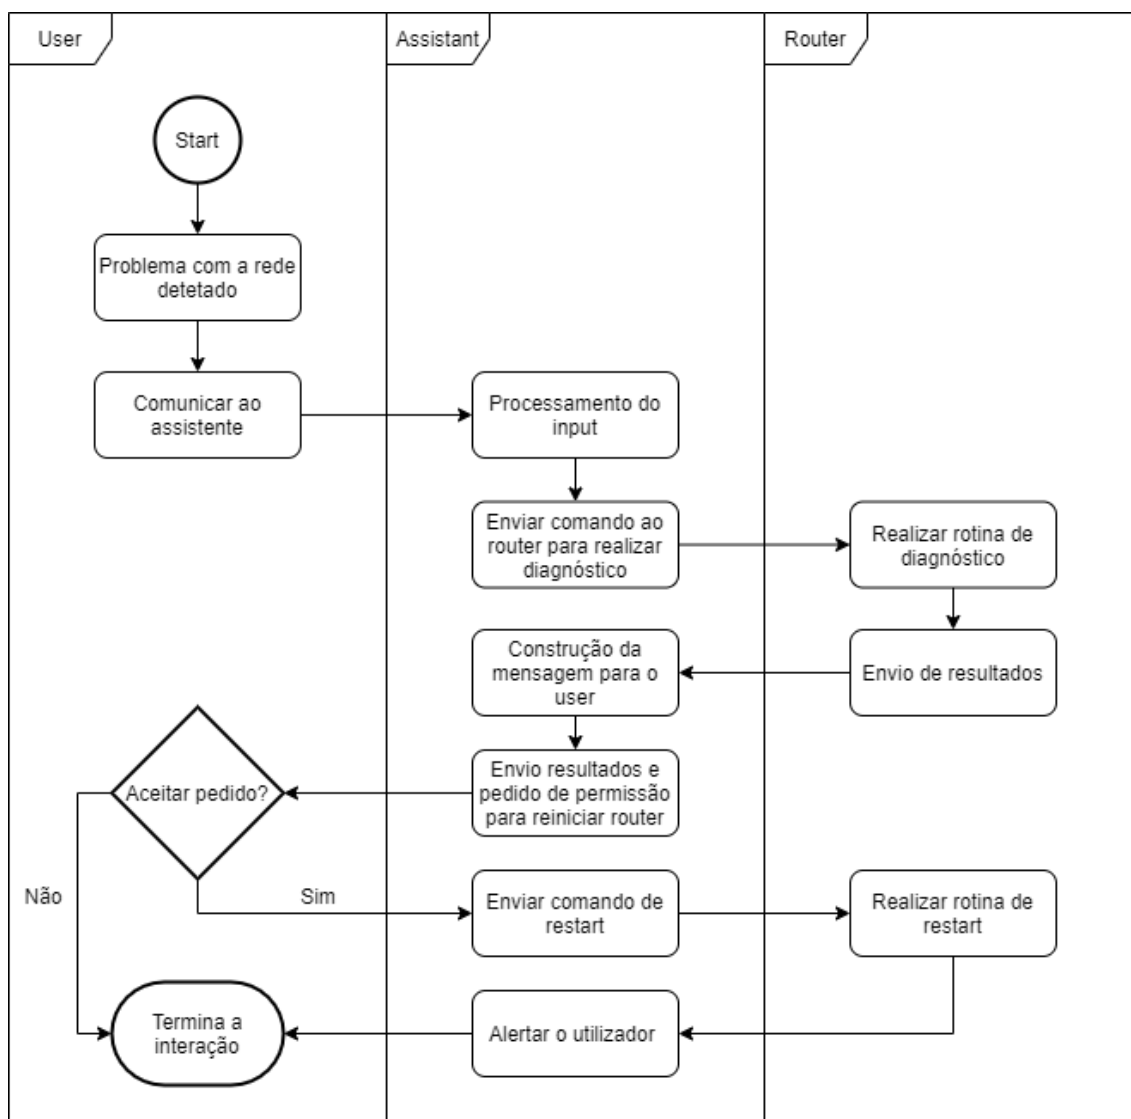 User
Assistant
Router
Start
Problema com a rede
detetado
Comunicar ao
assistente
Processamento do
input
Enviar comando ao
router para realizar
diagnóstico
Realizar rotina de
diagnóstico
Construção da
mensagem para o
user
Envio de resultados
Aceitar pedido?
Envio resultados e
pedido de permissão
para reiniciar router
Não
Sim
Enviar comando de
restart
Realizar rotina de
restart
Termina a
interação
Alertar o utilizador